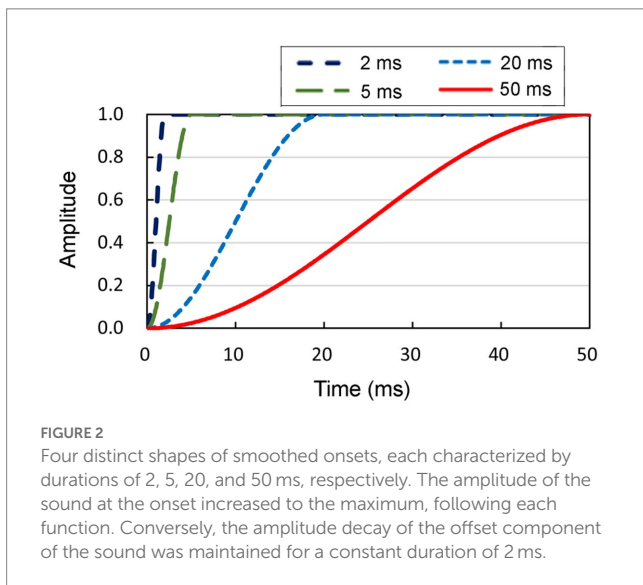 2 ms 20 ms
5 ms 50 ms
1.0
0.8
0.6
0.4
0.2
0.0
Amplitude
0 10 20 30 40 50
Time (ms)
FIGURE 2
Four distinct shapes of smoothed onsets, each characterized by
durations of 2, 5, 20, and 50 ms, respectively. The amplitude of the
sound at the onset increased to the maximum, following each
function. Conversely, the amplitude decay of the offset component
of the sound was maintained for a constant duration of 2 ms.